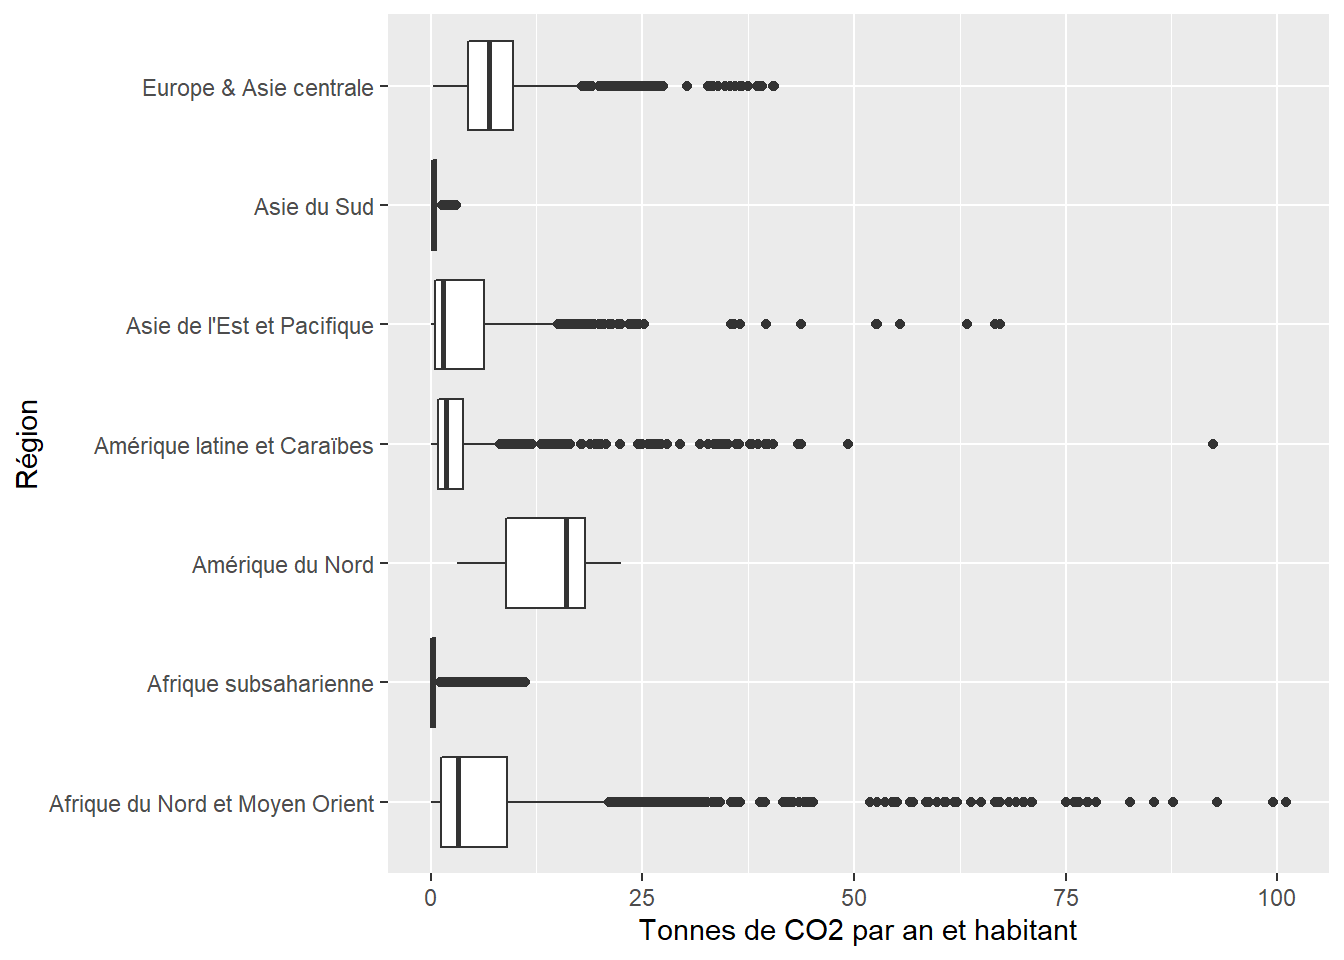 Europe & Asie centrale
Asie du Sud
Asie de l'Est et Pacifique
Amérique latine et Caraïbes
Amérique du Nord
Afrique subsaharienne
Afrique du Nord et Moyen Orient
Région
0 25 50 75 100
Tonnes de CO2 par an et habitant